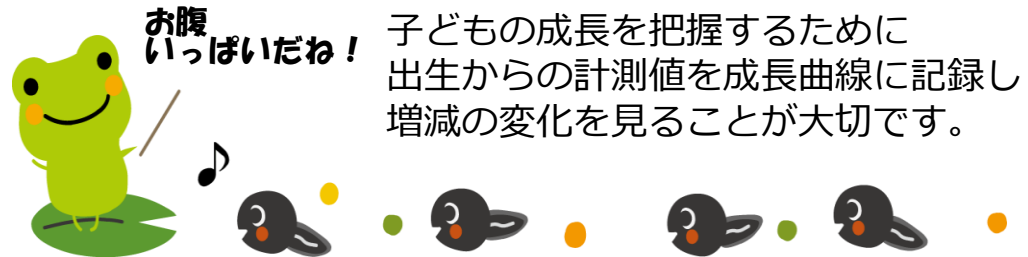 お腹
いっぱいだね！
子どもの成長を把握するために
出生からの計測値を成長曲線に記録し
増減の変化を見ることが大切です。